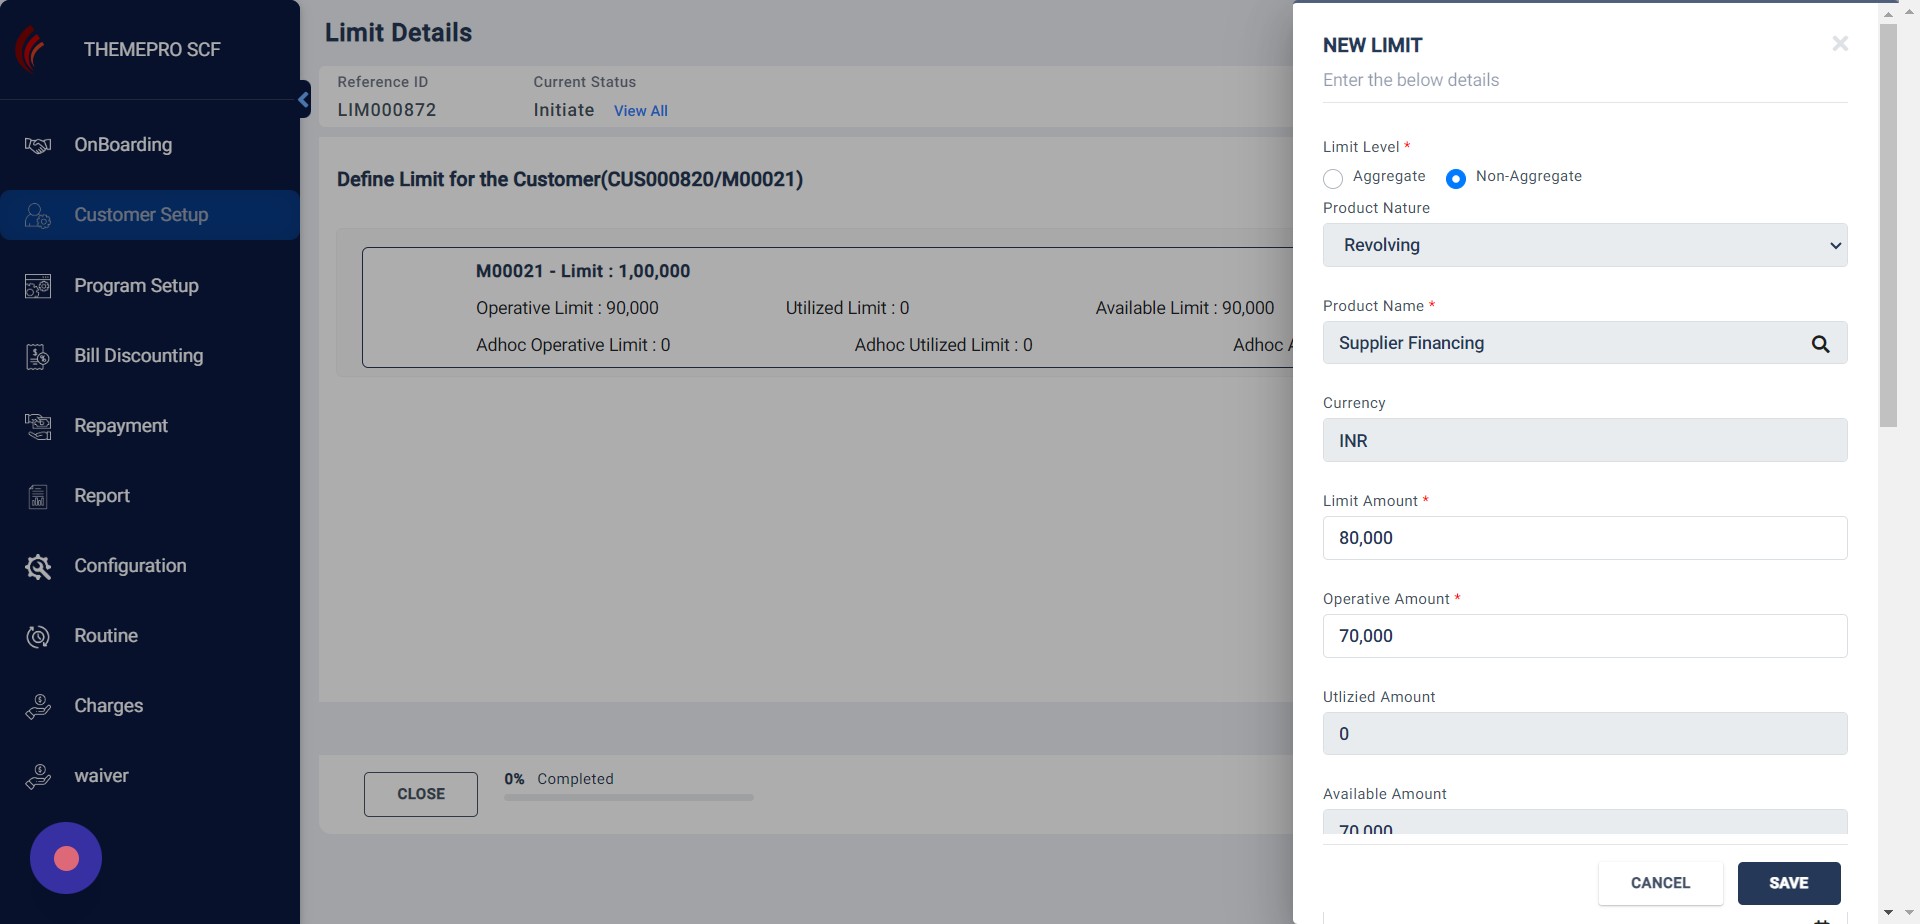 THEMEPRO SCF
OnBoarding
Customer Setup
Program Setup
Bill Discounting
Repayment
Report
Configuration
Routine
Charges
waiver
Limit Details
Reference ID
Current Status
LIM000872
Initiate View All
Define Limit for the Customer(CUS000820/M00021)
M00021 - Limit : 1,00,000
Operative Limit : 90,000 Utilized Limit : 0 Available Limit : 90,000
Adhoc Operative Limit : 0 Adhoc Utilized Limit : 0 Adhoc
CLOSE
0% Completed
NEW LIMIT
Enter the below details
Limit Level *
Aggregate Non-Aggregate
Product Nature
Revolving
Product Name *
Supplier Financing
Currency
INR
Limit Amount *
80,000
Operative Amount *
70,000
Utlizied Amount
0
Available Amount
70,000
CANCEL SAVE